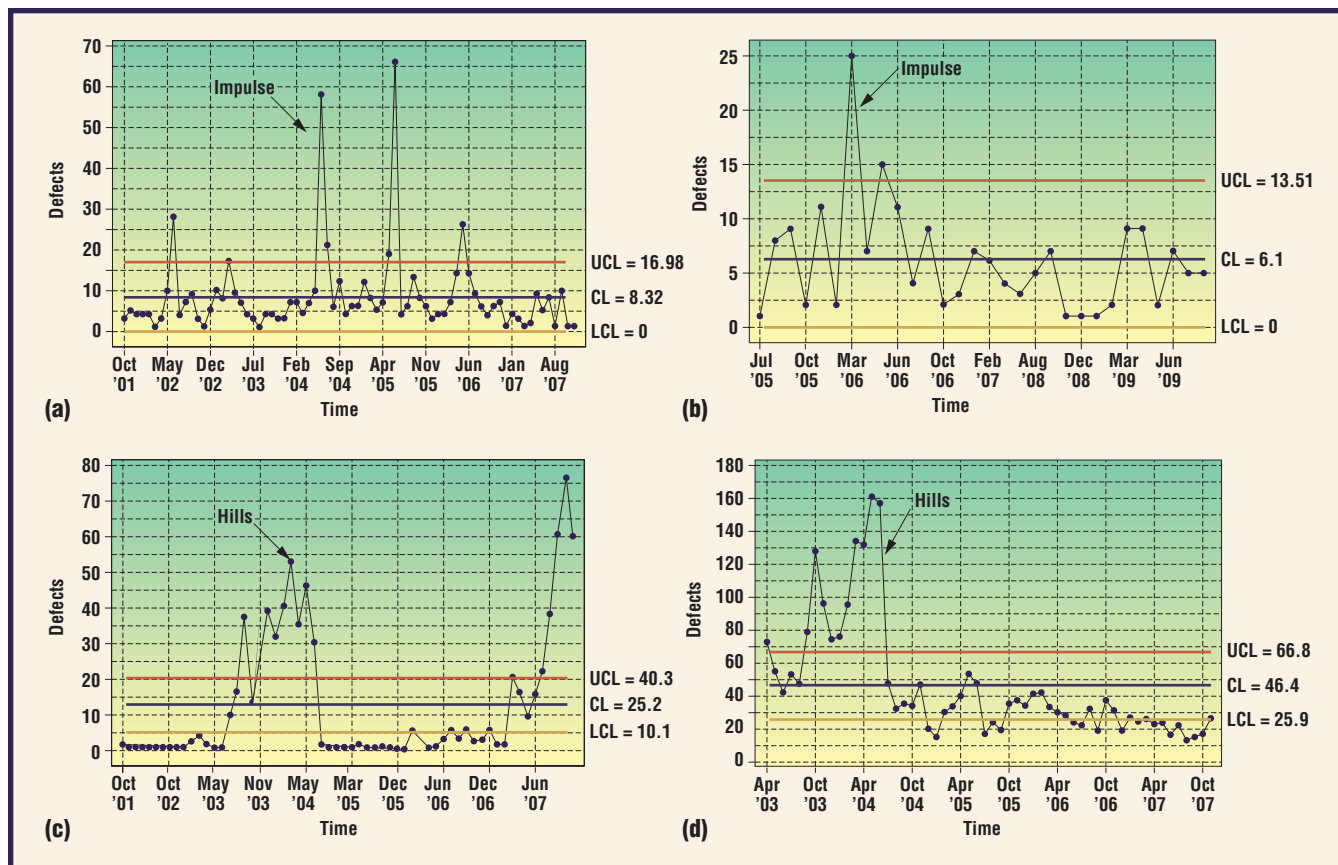 70
60
50
40
30
20
10
0
Defects
Impulse
UCL = 16.98
CL = 8.32
LCL = 0
Oct '01
May '02
Dec '02
Jul '03
Feb '04
Sep '04
Apr '05
Nov '05
Jun '06
Jan '07
Aug '07
Time
(a)
25
20
15
10
5
0
Defects
Impulse
UCL = 13.51
CL = 6.1
LCL = 0
Jul '05
Oct '05
Mar '06
Jun '06
Oct '06
Feb '07
Aug '08
Dec '08
Mar '09
Jun '09
Time
(b)
80
70
60
50
40
30
20
10
0
Defects
Hills
UCL = 40.3
CL = 25.2
LCL = 10.1
Oct '01
Oct '02
May '03
Nov '03
May '04
Mar '05
Dec '05
Jun '06
Dec '06
Jun '07
Time
(c)
180
160
140
120
100
80
60
40
20
0
Defects
Hills
UCL = 66.8
CL = 46.4
LCL = 25.9
Apr '03
Oct '03
Apr '04
Oct '04
Apr '05
Oct '05
Apr '06
Oct '06
Apr '07
Oct '07
Time
(d)